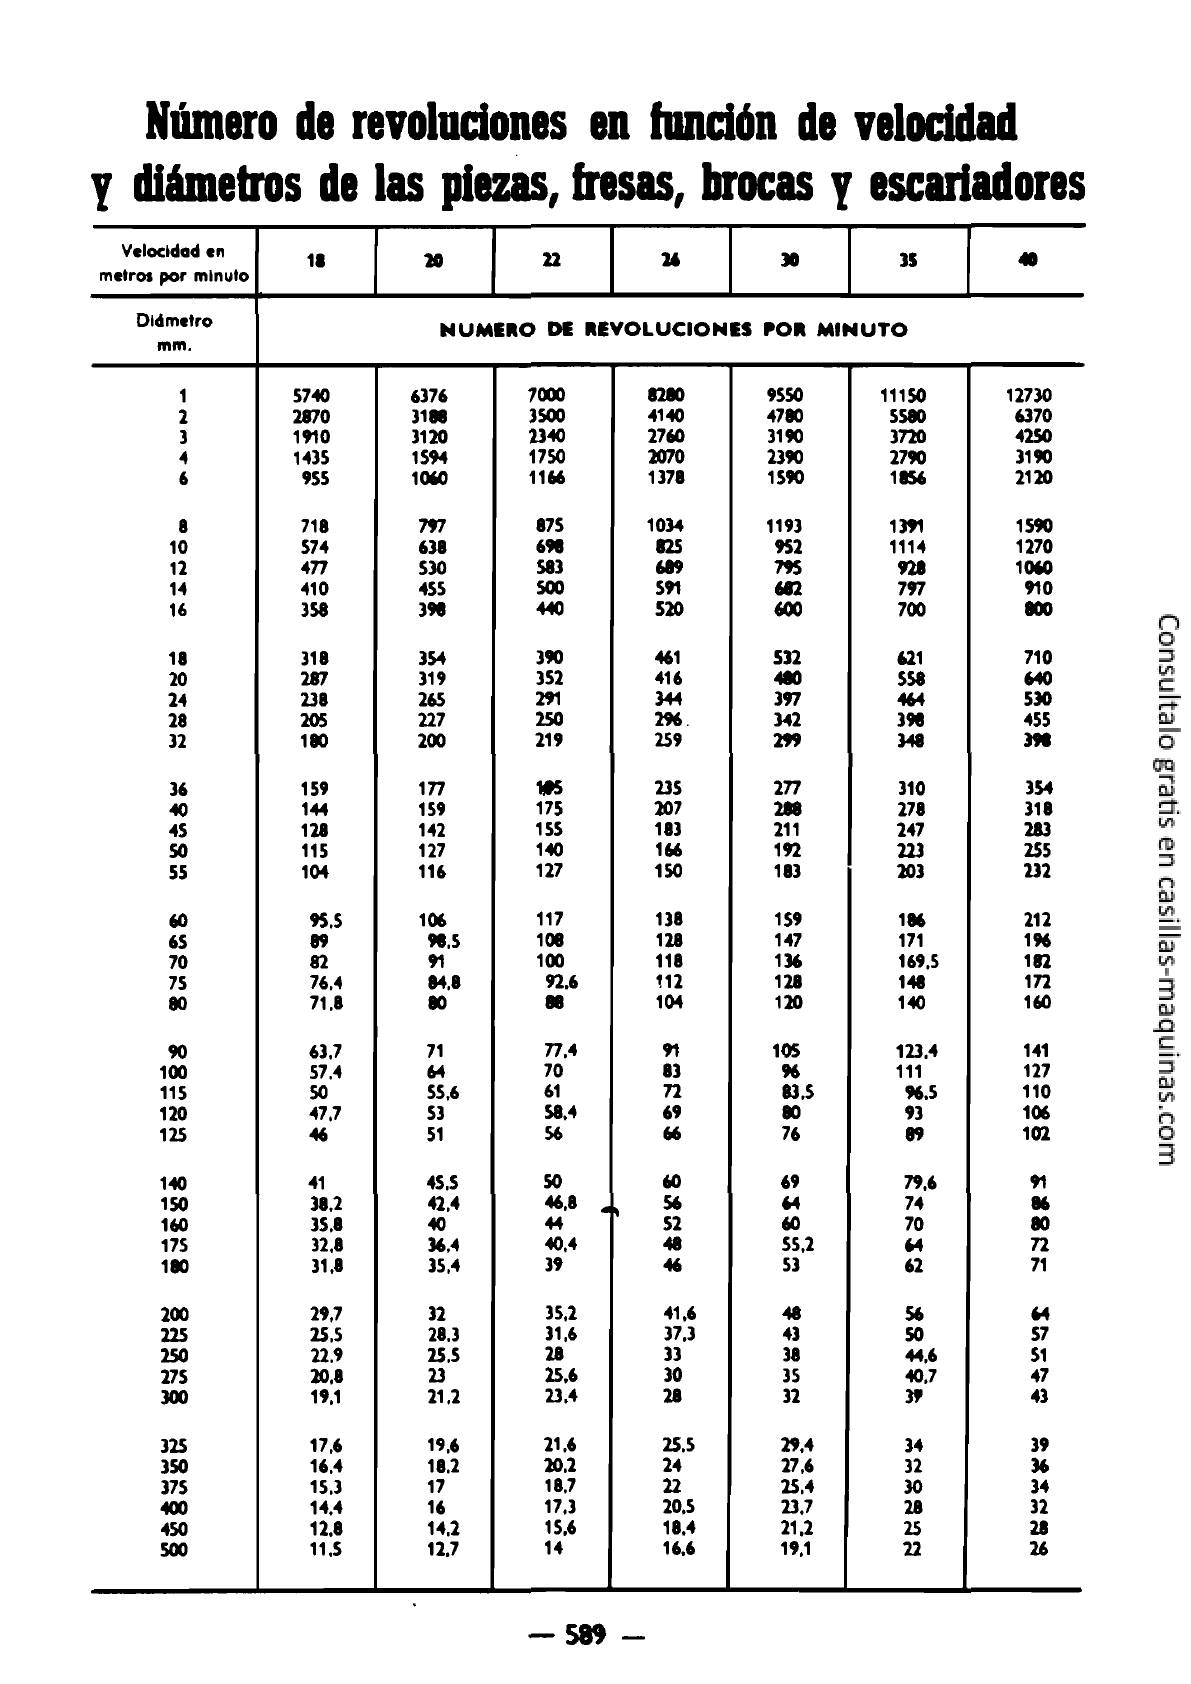 Número de revoluciones en función de velocidad
y diámetros de las piezas, fresas, brocas y escariadores
Velocidad en metros por minuto 18 20 22 26 30 35 40
Diámetro mm. NUMERO DE REVOLUCIONES POR MINUTO
1 5740 6376 7000 8280 9550 11150 12730
2 2870 3188 3500 4140 4780 5580 6370
3 1910 3120 2340 2760 3190 3720 4250
4 1435 1594 1750 2070 2390 2790 3190
6 955 1060 1166 1378 1590 1856 2120
8 718 797 875 1034 1193 1391 1590
10 574 638 698 825 952 1114 1270
12 477 530 583 689 795 928 1060
14 410 455 500 591 682 797 910
16 358 398 440 520 600 700 800
18 318 354 390 461 532 621 710
20 287 319 352 416 480 558 640
24 238 265 291 344 397 464 530
28 205 227 250 296 342 398 455
32 180 200 219 259 299 348 398
36 159 177 195 235 277 310 354
40 144 159 175 207 288 278 318
45 128 142 155 183 211 247 283
50 115 127 140 166 192 223 255
55 104 116 127 150 183 203 232
60 95,5 106 117 138 159 186 212
65 89 98,5 108 128 147 171 196
70 82 91 100 118 136 169,5 182
75 76,4 84,8 92,6 112 128 148 172
80 71,8 80 88 104 120 140 160
90 63,7 71 77,4 91 105 123,4 141
100 57,4 64 70 83 96 111 127
115 50 55,6 61 72 83,5 96,5 110
120 47,7 53 58,4 69 80 93 106
125 46 51 56 66 76 89 102
140 41 45,5 50 60 69 79,6 91
150 38,2 42,4 46,8 56 64 74 86
160 35,8 40 44 52 60 70 80
175 32,8 36,4 40,4 48 55,2 64 72
180 31,8 35,4 39 46 53 62 71
200 29,7 32 35,2 41,6 48 56 64
225 25,5 28,3 31,6 37,3 43 50 57
250 22,9 25,5 28 33 38 44,6 51
275 20,8 23 25,6 30 35 40,7 47
300 19,1 21,2 23,4 28 32 37 43
325 17,6 19,6 21,6 25,5 29,4 34 39
350 16,4 18,2 20,2 24 27,6 32 36
375 15,3 17 18,7 22 25,4 30 34
400 14,4 16 17,3 20,5 23,7 28 32
450 12,8 14,2 15,6 18,4 21,2 25 28
500 11,5 12,7 14 16,6 19,1 22 26
— 589 —
Consultalo gratis en casillas-maquinas.com